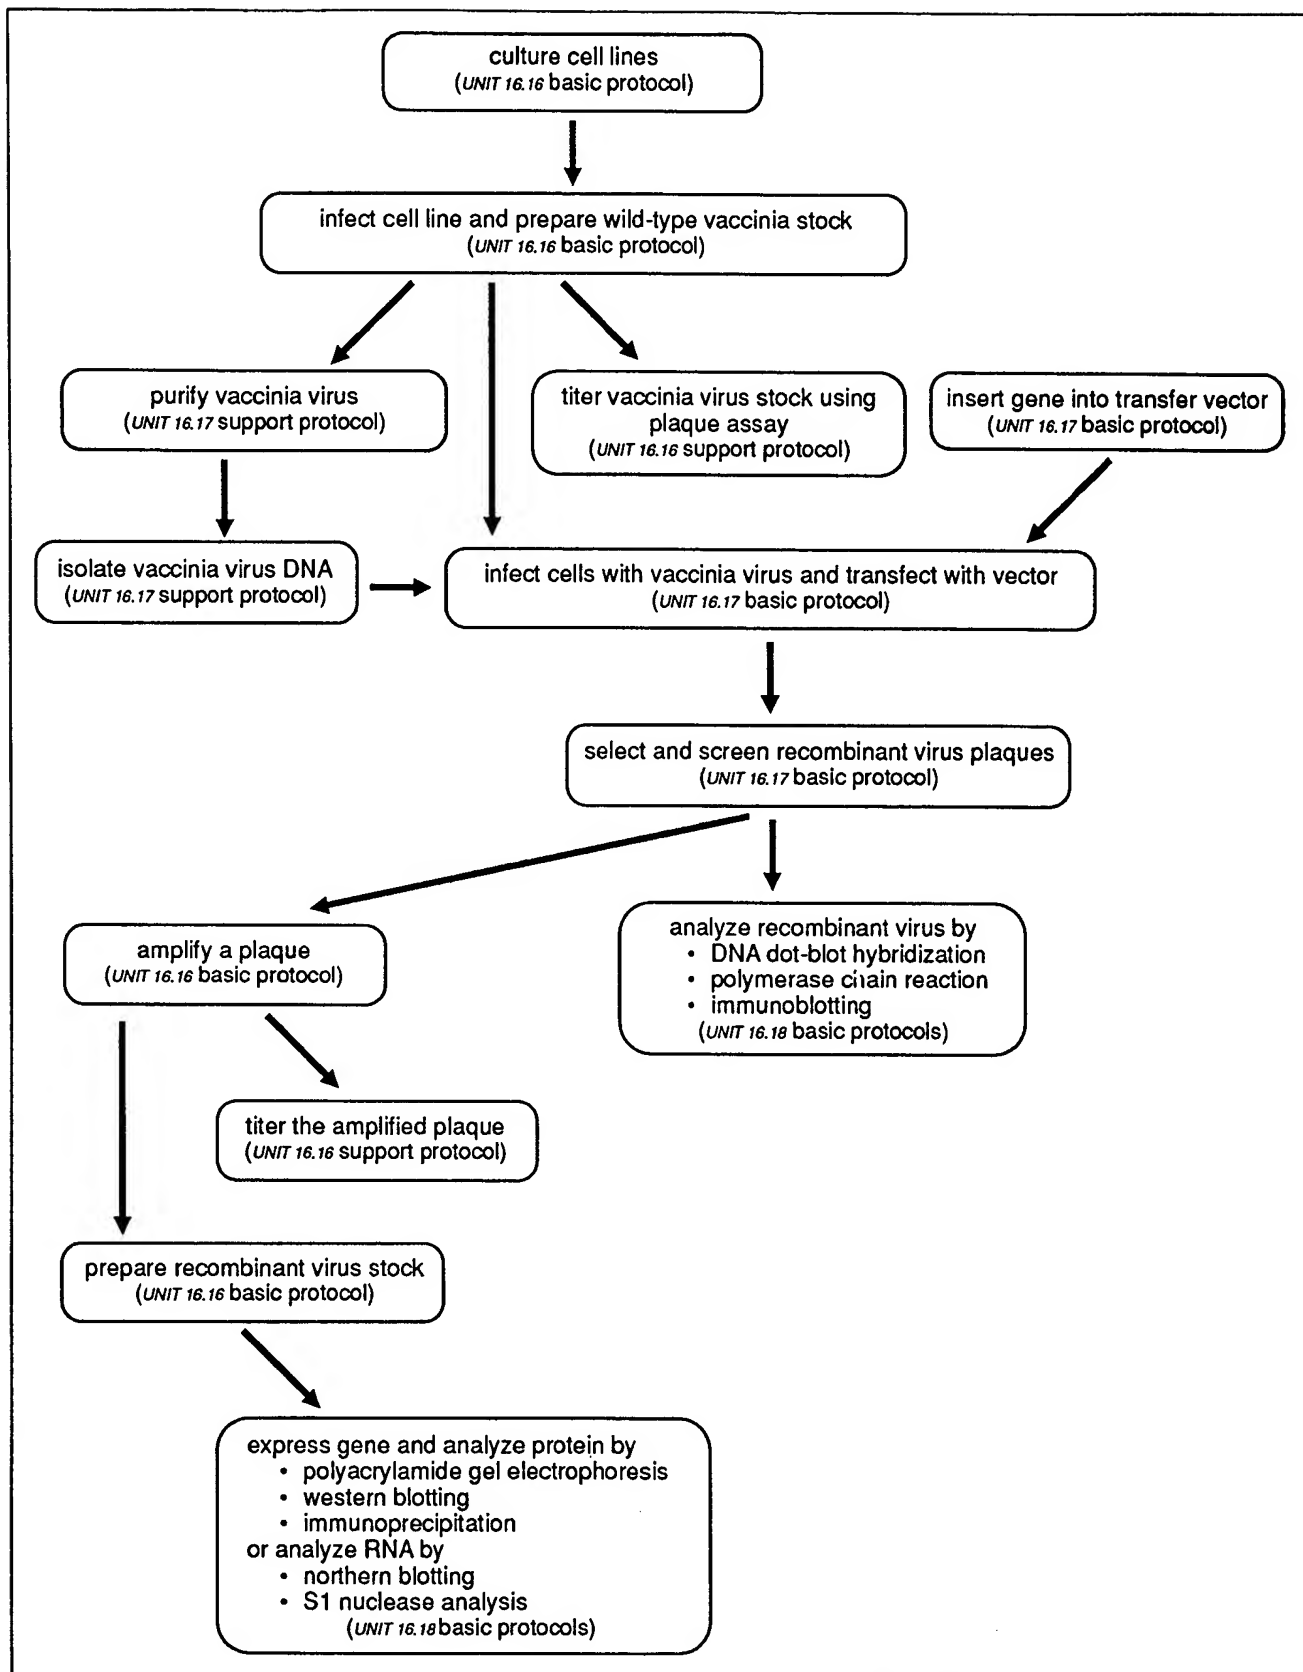 culture cell lines
(UNIT 16.16 basic protocol)
infect cell line and prepare wild-type vaccinia stock
(UNIT 16.16 basic protocol)
purify vaccinia virus
(UNIT 16.17 support protocol)
titer vaccinia virus stock using
plaque assay
(UNIT 16.16 support protocol)
insert gene into transfer vector
(UNIT 16.17 basic protocol)
isolate vaccinia virus DNA
(UNIT 16.17 support protocol)
infect cells with vaccinia virus and transfect with vector
(UNIT 16.17 basic protocol)
select and screen recombinant virus plaques
(UNIT 16.17 basic protocol)
amplify a plaque
(UNIT 16.16 basic protocol)
analyze recombinant virus by
• DNA dot-blot hybridization
• polymerase chain reaction
• immunoblotting
(UNIT 16.18 basic protocols)
titer the amplified plaque
(UNIT 16.16 support protocol)
prepare recombinant virus stock
(UNIT 16.16 basic protocol)
express gene and analyze protein by
• polyacrylamide gel electrophoresis
• western blotting
• immunoprecipitation
or analyze RNA by
• northern blotting
• S1 nuclease analysis
(UNIT 16.18 basic protocols)